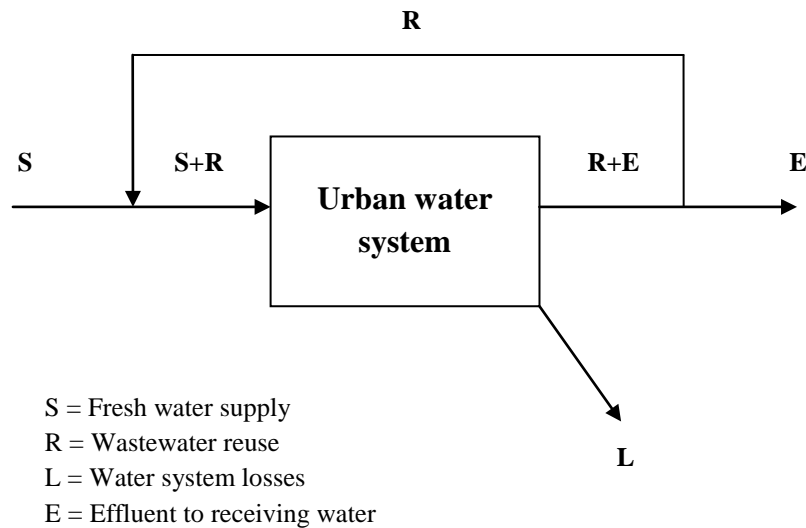 R
S
S+R
R+E
E
Urban water
system
L
S = Fresh water supply
R = Wastewater reuse
L = Water system losses
E = Effluent to receiving water